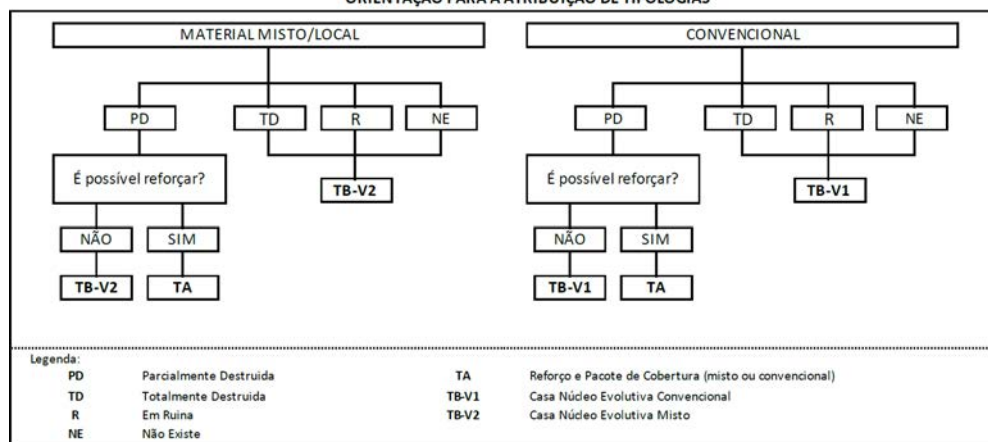 ORIENTAÇÃO PARA A ATRIBUIÇÃO DE TIPOLOGIAS
MATERIAL MISTO/LOCAL
PD
TD
R
NE
É possível reforçar?
TB-V2
NÃO
SIM
TB-V2
TA
CONVENCIONAL
PD
TD
R
NE
É possível reforçar?
TB-V1
NÃO
SIM
TB-V1
TA
Legenda:
PD Parcialmente Destruida
TD Totalmente Destruida
R Em Ruina
NE Não Existe
TA Reforço e Pacote de Cobertura (misto ou convencional)
TB-V1 Casa Núcleo Evolutiva Convencional
TB-V2 Casa Núcleo Evolutiva Misto